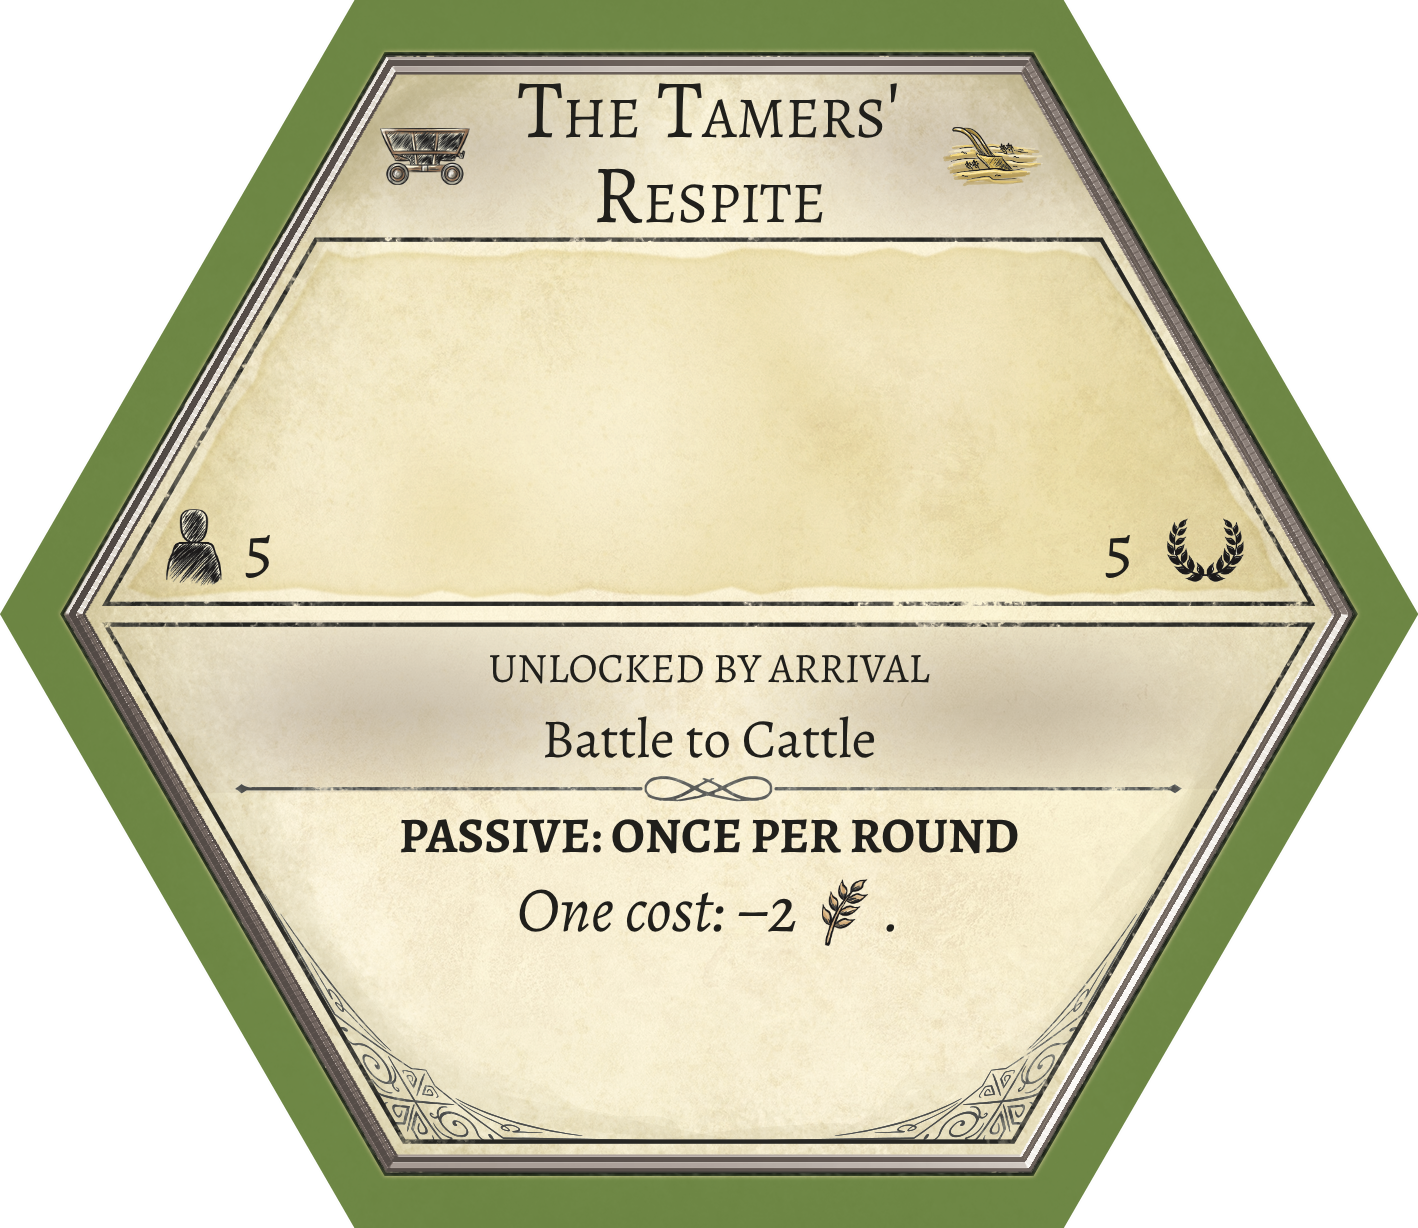 The Tamers'
Respite
5
5
UNLOCKED BY ARRIVAL
Battle to Cattle
PASSIVE: ONCE PER ROUND
One cost: –2 .